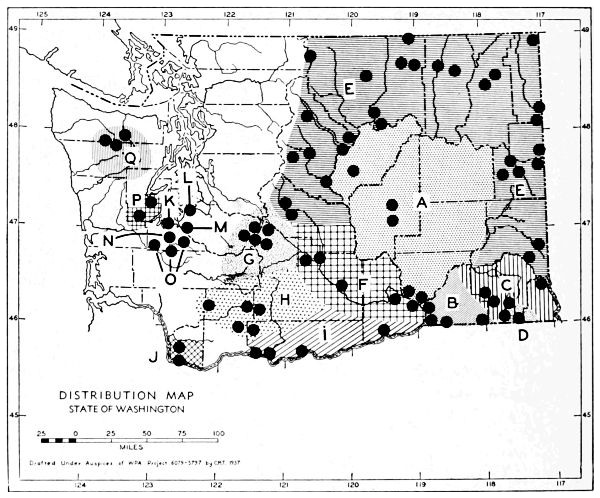 125 124 123 122 121 120 119 118 117
49 49
E
48 48
Q
L
P K E
A
N M
47 47
G
O
F
H B C
46 46
I D
J
DISTRIBUTION MAP
STATE OF WASHINGTON
45 45
25 0 25 50 75 100
MILES
Drafted Under Auspices of WPA Project 6079-5797 by C.M.T. 1937
124 123 122 121 120 119 118 117